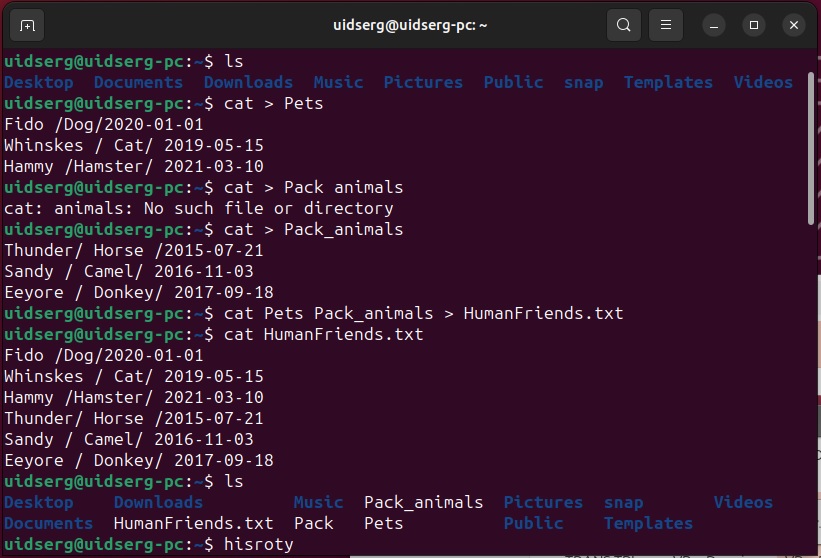 uidserg@uidserg-pc: ~
uidserg@uidserg-pc:~$ ls
Desktop Documents Downloads Music Pictures Public snap Templates Videos
uidserg@uidserg-pc:~$ cat > Pets
Fido /Dog/2020-01-01
Whinskes / Cat/ 2019-05-15
Hammy /Hamster/ 2021-03-10
uidserg@uidserg-pc:~$ cat > Pack animals
cat: animals: No such file or directory
uidserg@uidserg-pc:~$ cat > Pack_animals
Thunder/ Horse /2015-07-21
Sandy / Camel/ 2016-11-03
Eeyore / Donkey/ 2017-09-18
uidserg@uidserg-pc:~$ cat Pets Pack_animals > HumanFriends.txt
uidserg@uidserg-pc:~$ cat HumanFriends.txt
Fido /Dog/2020-01-01
Whinskes / Cat/ 2019-05-15
Hammy /Hamster/ 2021-03-10
Thunder/ Horse /2015-07-21
Sandy / Camel/ 2016-11-03
Eeyore / Donkey/ 2017-09-18
uidserg@uidserg-pc:~$ ls
Desktop Downloads Music Pack_animals Pictures snap Videos
Documents HumanFriends.txt Pack Pets Public Templates
uidserg@uidserg-pc:~$ hisroty